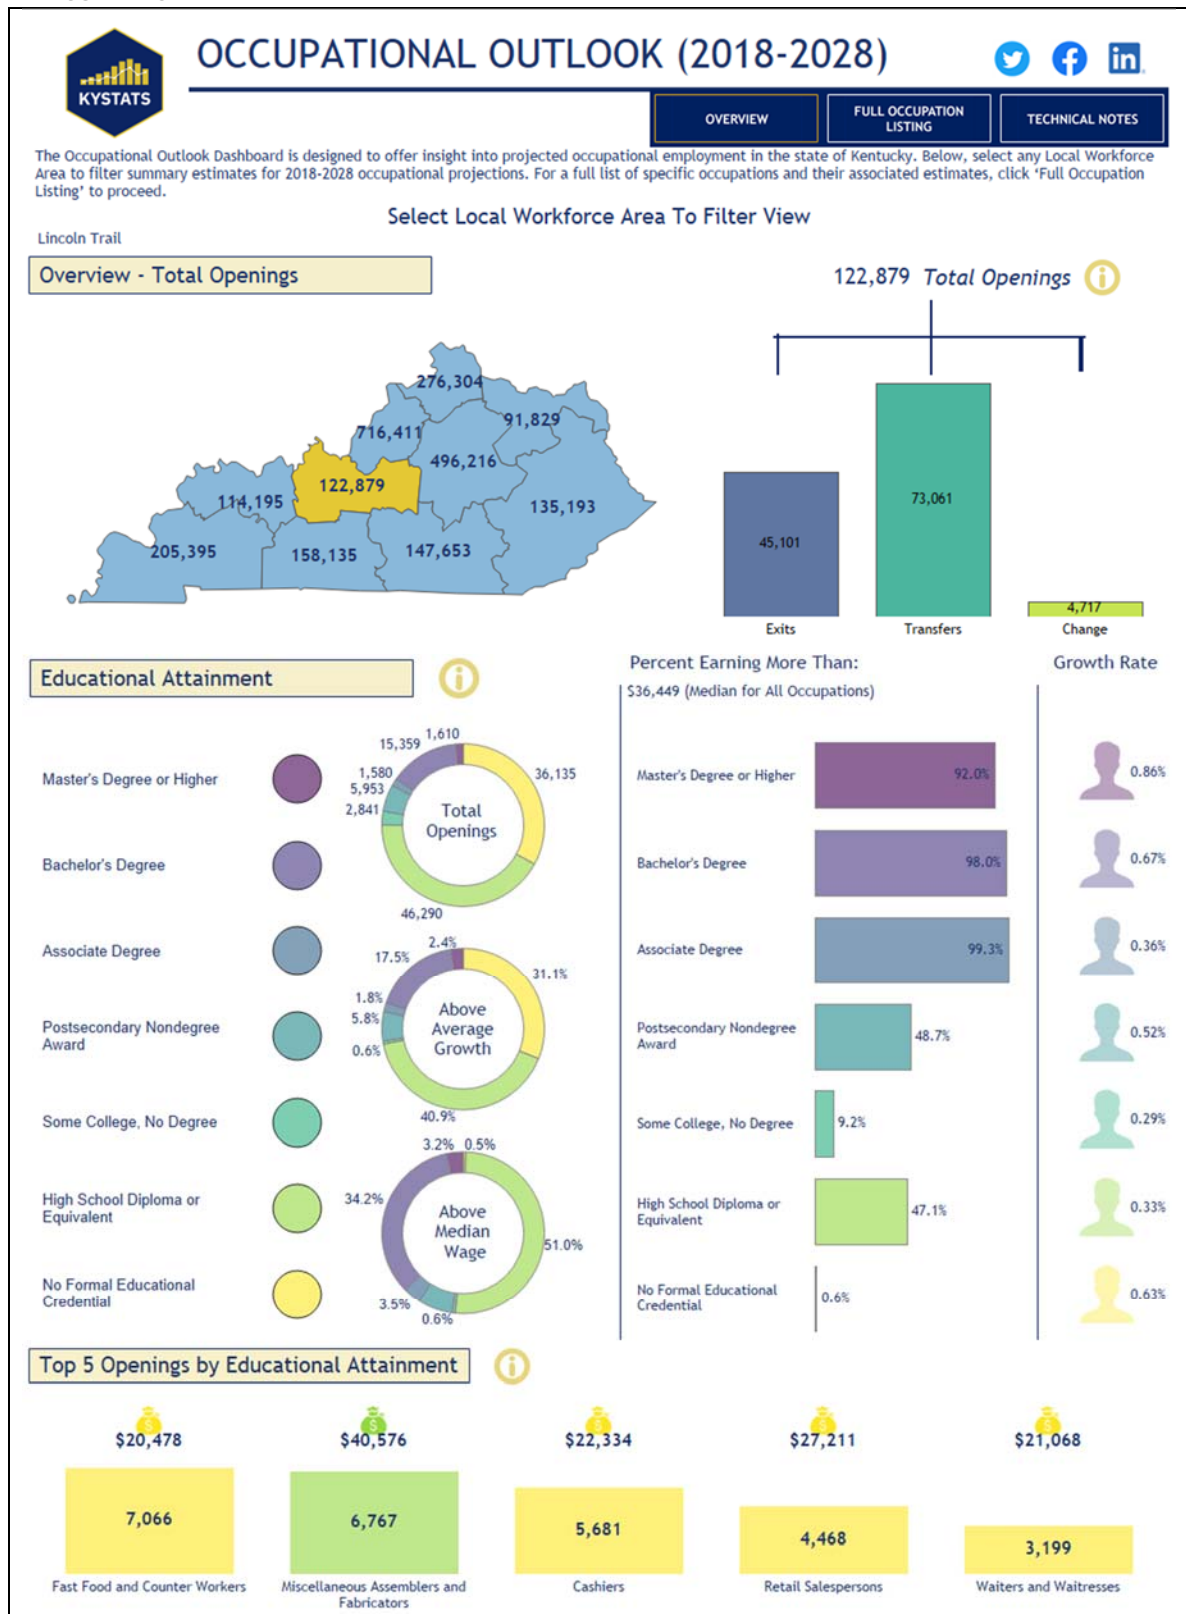 OCCUPATIONAL OUTLOOK (2018-2028)
in
KYSTATS
OVERVIEW
FULL OCCUPATION
LISTING
TECHNICAL NOTES
The Occupational Outlook Dashboard is designed to offer insight into projected occupational employment in the state of Kentucky. Below, select any Local Workforce
Area to filter summary estimates for 2018-2028 occupational projections. For a full list of specific occupations and their associated estimates, click ‘Full Occupation
Listing’ to proceed.
Select Local Workforce Area To Filter View
Lincoln Trail
Overview - Total Openings
122,879 Total Openings
276,304
91,829
716,411
496,216
122,879
114,195
135,193
205,395
158,135
147,653
45,101
73,061
4,717
Exits
Transfers
Change
Educational Attainment
Percent Earning More Than:
$36,449 (Median for All Occupations)
Growth Rate
Master's Degree or Higher
Bachelor's Degree
Associate Degree
Postsecondary Nondegree
Award
Some College, No Degree
High School Diploma or
Equivalent
No Formal Educational
Credential
1,610
15,359
36,135
1,580
5,953
2,841
Total
Openings
46,290
2.4%
17.5%
31.1%
1.8%
5.8%
0.6%
Above
Average
Growth
40.9%
3.2% 0.5%
34.2%
Above
Median
Wage
51.0%
3.5%
0.6%
Master's Degree or Higher
92.0%
0.86%
Bachelor's Degree
98.0%
0.67%
Associate Degree
99.3%
0.36%
Postsecondary Nondegree
Award
48.7%
0.52%
Some College, No Degree
9.2%
0.29%
High School Diploma or
Equivalent
47.1%
0.33%
No Formal Educational
Credential
0.6%
0.63%
Top 5 Openings by Educational Attainment
$20,478
$40,576
$22,334
$27,211
$21,068
7,066
6,767
5,681
4,468
3,199
Fast Food and Counter Workers
Miscellaneous Assemblers and
Fabricators
Cashiers
Retail Salespersons
Waiters and Waitresses